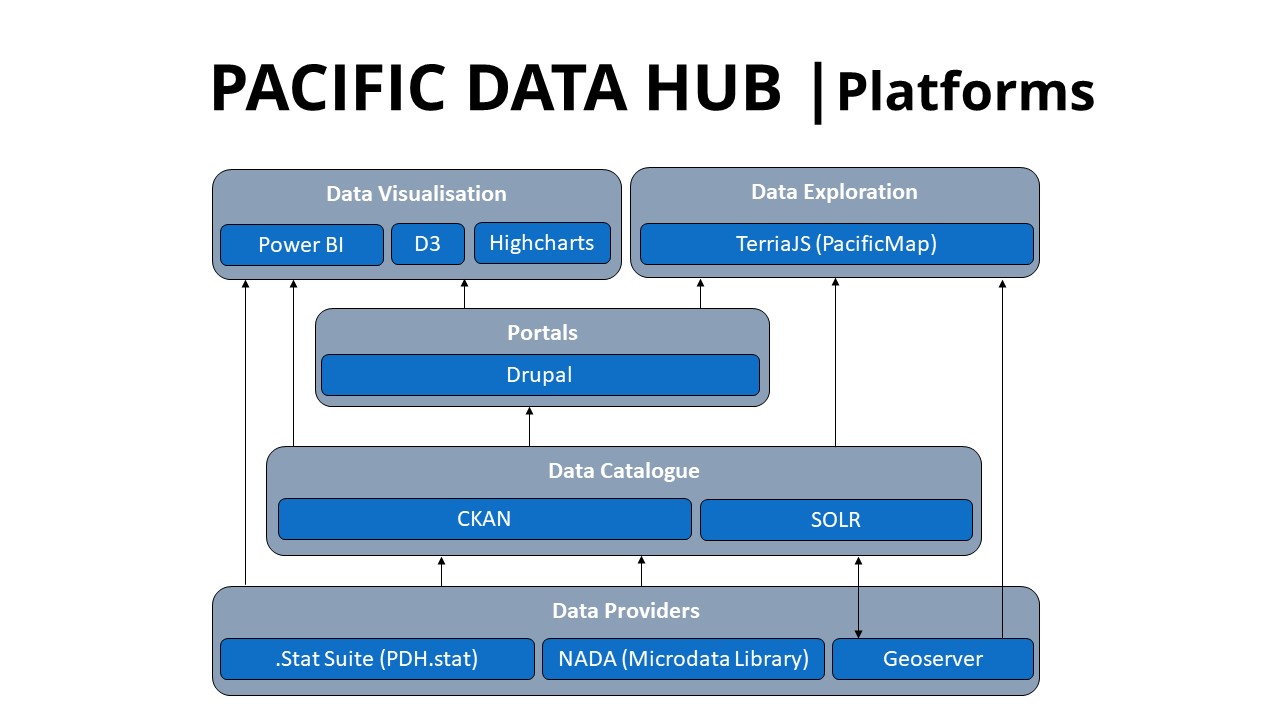 PACIFIC DATA HUB |Platforms
Data Visualisation
Power BI
D3
Highcharts
Data Exploration
TerriaJS (PacificMap)
Portals
Drupal
Data Catalogue
CKAN
SOLR
Data Providers
.Stat Suite (PDH.stat)
NADA (Microdata Library)
Geoserver